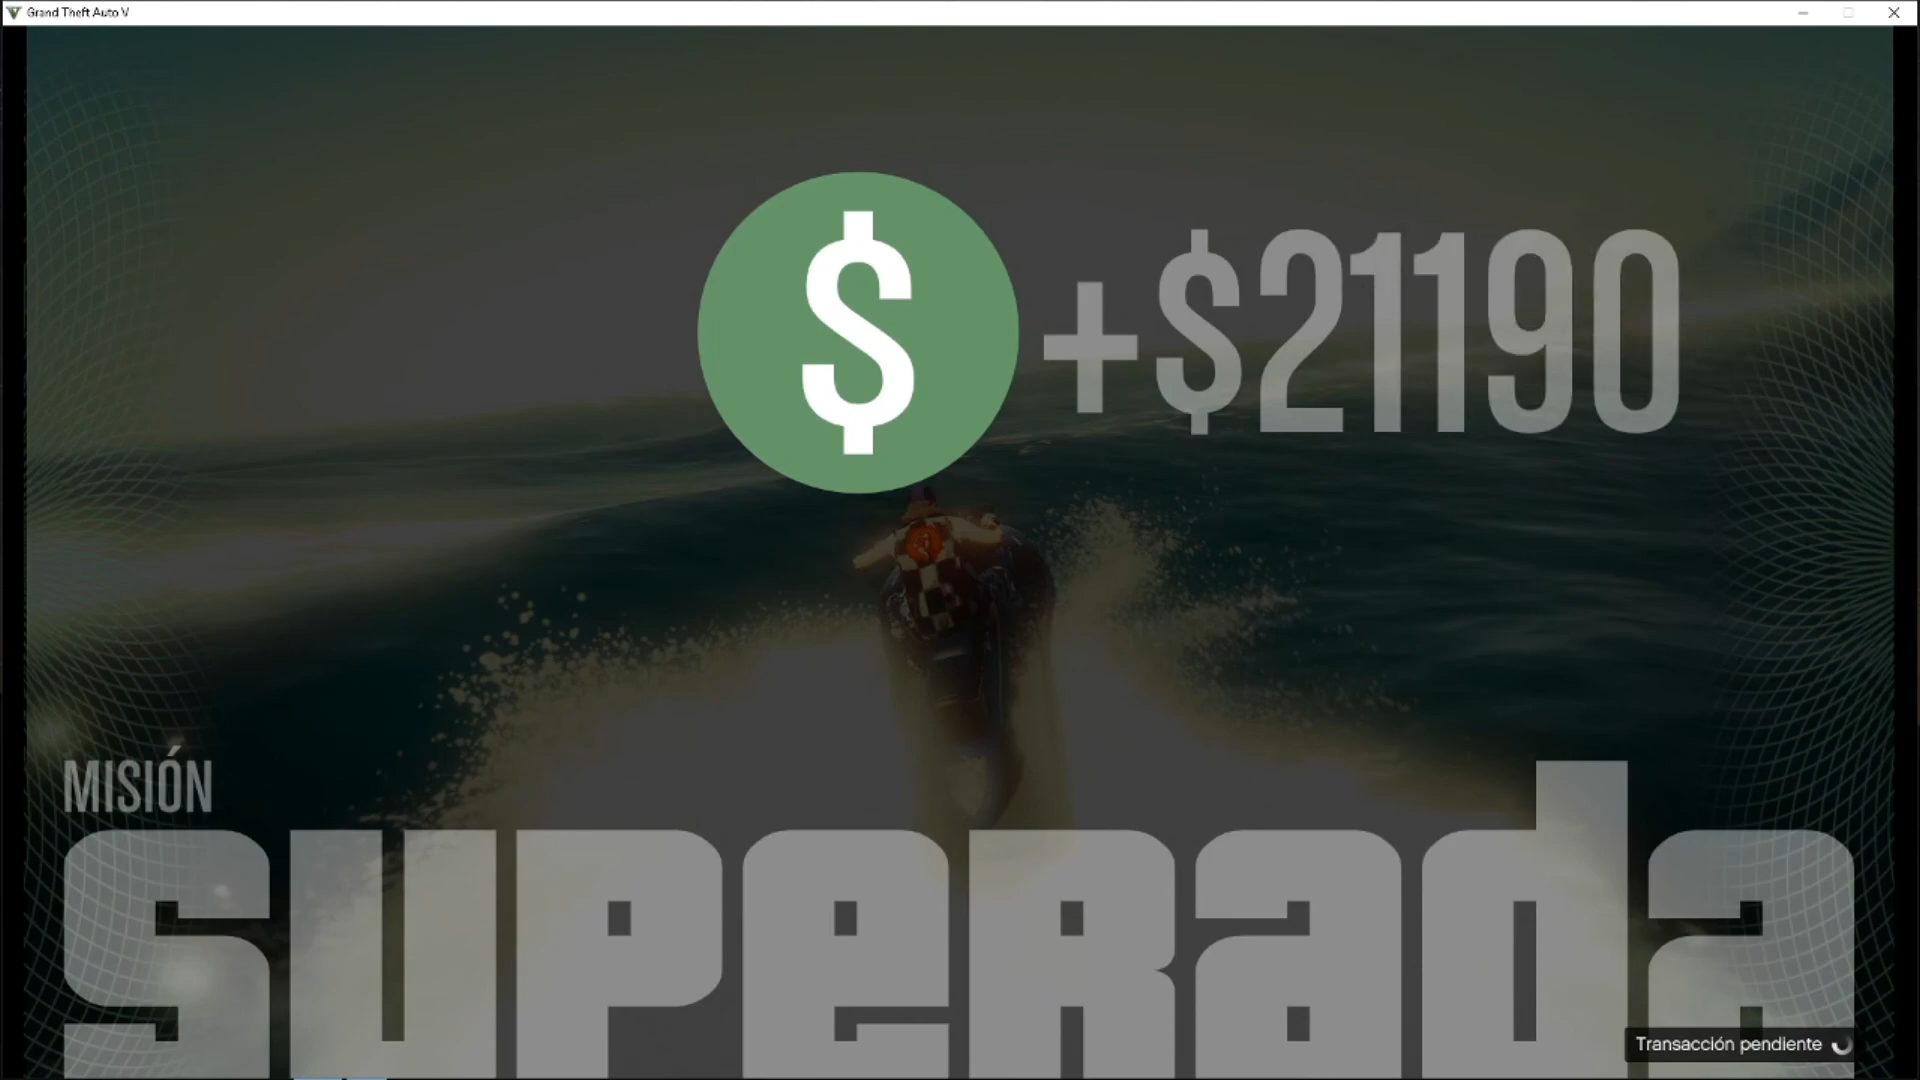 Grand Theft Auto V
$ +$21190
MISIÓN
SUPERADA
Transacción pendiente